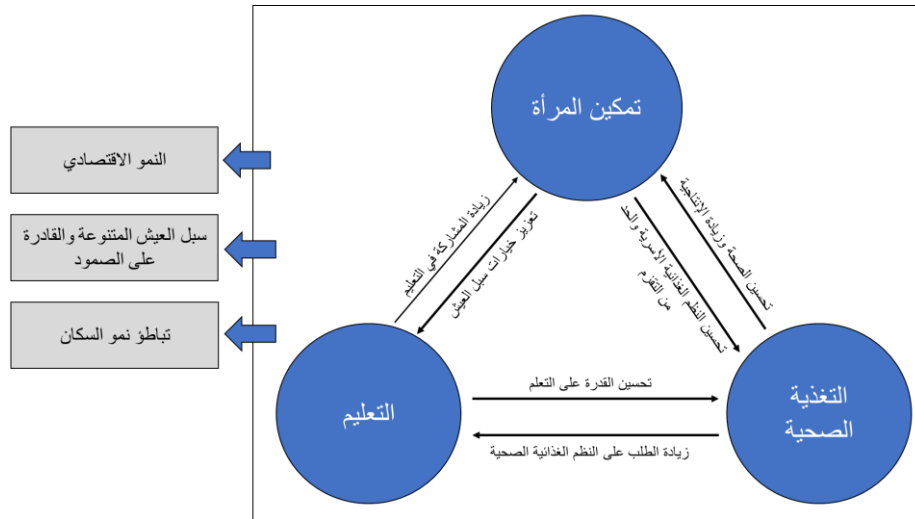 تمكين المرأة
النمو الاقتصادي
سبل العيش المتنوعة والقادرة
على الصمود
تباطؤ نمو السكان
زيادة المشاركة في التعليم
تعزيز خيارات سبل العيش
تحسين النظم الغذائية الأسرية والحد
من التقزم
تحسين الصحة وزيادة الإنتاجية
التعليم
تحسين القدرة على التعلم
زيادة الطلب على النظم الغذائية الصحية
التغذية
الصحية